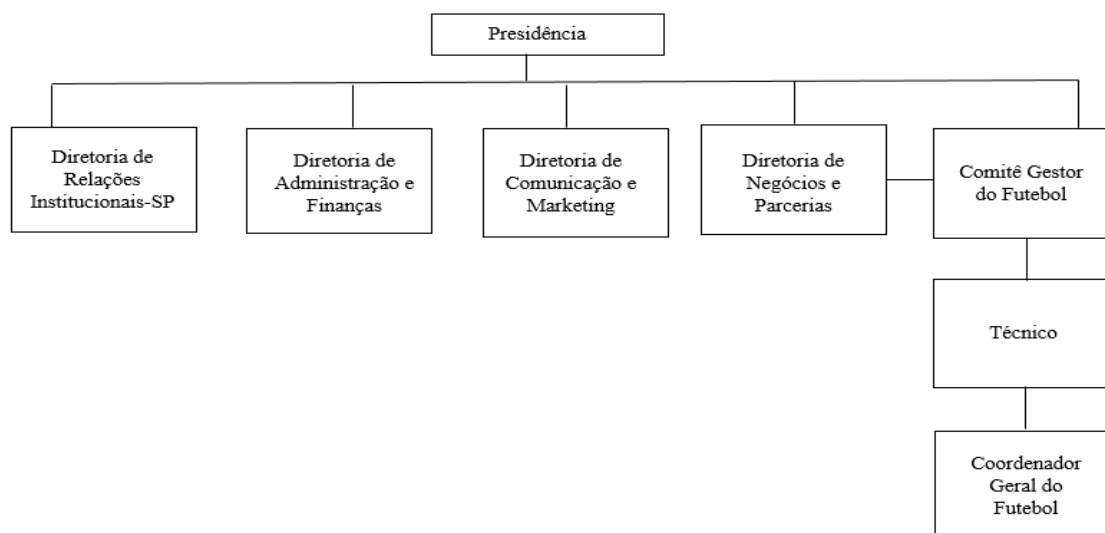 Presidência
Diretoria de
Relações
Institucionais-SP
Diretoria de
Administração e
Finanças
Diretoria de
Comunicação e
Marketing
Diretoria de
Negócios e
Parcerias
Comitê Gestor
do Futebol
Técnico
Coordenador
Geral do
Futebol